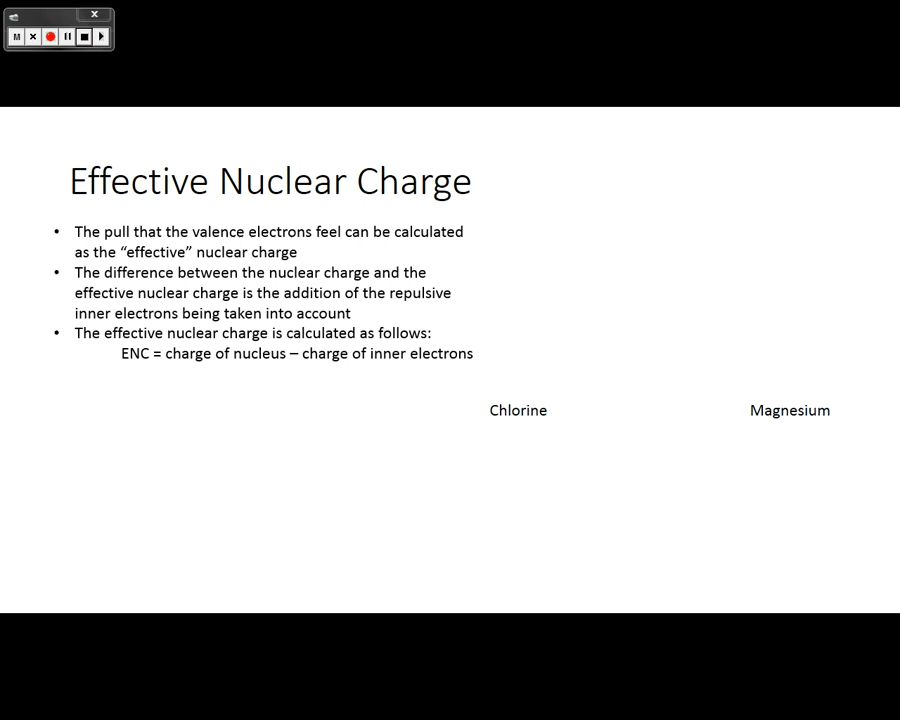 M
Effective Nuclear Charge
• The pull that the valence electrons feel can be calculated
as the “effective” nuclear charge
• The difference between the nuclear charge and the
effective nuclear charge is the addition of the repulsive
inner electrons being taken into account
• The effective nuclear charge is calculated as follows:
ENC = charge of nucleus – charge of inner electrons
Chlorine
Magnesium